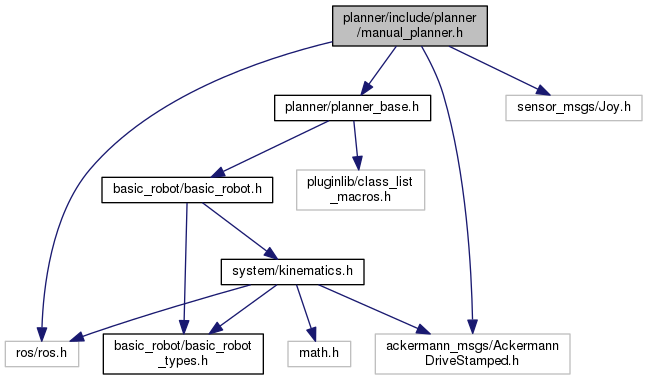 planner/include/planner
/manual_planner.h
planner/planner_base.h
sensor_msgs/Joy.h
basic_robot/basic_robot.h
pluginlib/class_list
_macros.h
system/kinematics.h
ros/ros.h
basic_robot/basic_robot
_types.h
math.h
ackermann_msgs/Ackermann
DriveStamped.h